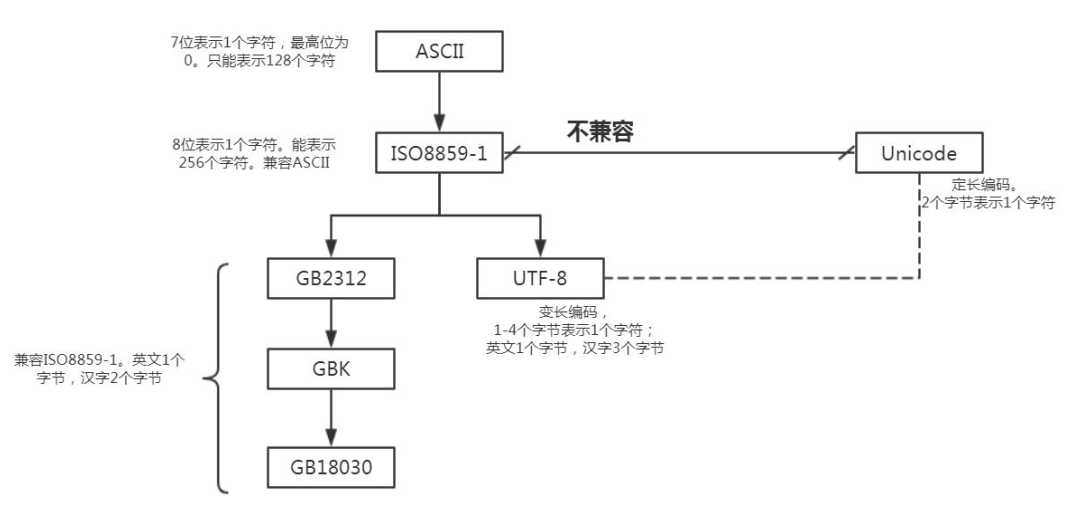 7位表示1个字符，最高位为
0。只能表示128个字符
ASCII
不兼容
8位表示1个字符。能表示
256个字符。兼容ASCII
ISO8859-1
Unicode
定长编码。
2个字节表示1个字符
GB2312
UTF-8
变长编码，
1-4个字节表示1个字符；
英文1个字节，汉字3个字节
兼容ISO8859-1。英文1个
字节，汉字2个字节
GBK
GB18030